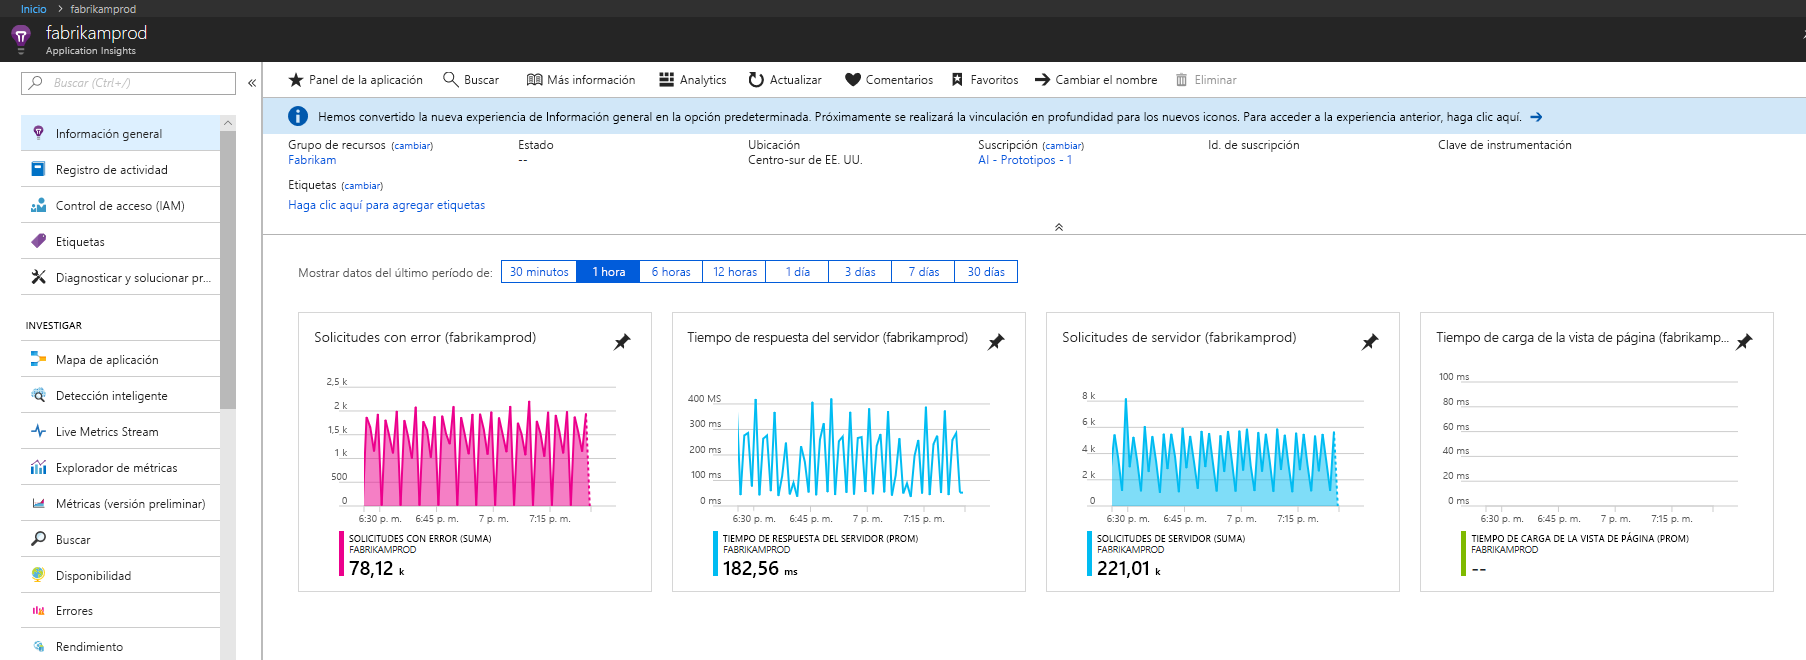 Inicio > fabrikamprod
fabrikamprod
Application Insights
Buscar (Ctrl+/)
«
Información general
Registro de actividad
Control de acceso (IAM)
Etiquetas
Diagnosticar y solucionar pr...
INVESTIGAR
Mapa de aplicación
Detección inteligente
Live Metrics Stream
Explorador de métricas
Métricas (versión preliminar)
Buscar
Disponibilidad
Errores
Rendimiento
Panel de la aplicación Buscar Más información Analytics Actualizar Comentarios Favoritos Cambiar el nombre Eliminar
Hemos convertido la nueva experiencia de Información general en la opción predeterminada. Próximamente se realizará la vinculación en profundidad para los nuevos iconos. Para acceder a la experiencia anterior, haga clic aquí. →
Grupo de recursos (cambiar)
Fabrikam
Estado
--
Ubicación
Centro-sur de EE. UU.
Suscripción (cambiar)
AI - Prototipos - 1
Id. de suscripción
Clave de instrumentación
Etiquetas (cambiar)
Haga clic aquí para agregar etiquetas
Mostrar datos del último período de: 30 minutos 1 hora 6 horas 12 horas 1 día 3 días 7 días 30 días
Solicitudes con error (fabrikamprod)
2,5 k
2 k
1,5 k
1 k
500
0
6:30 p. m. 6:45 p. m. 7 p. m. 7:15 p. m.
SOLICITUDES CON ERROR (SUMA)
FABRIKAMPROD
78,12 k
Tiempo de respuesta del servidor (fabrikamprod)
400 MS
300 ms
200 ms
100 ms
0 ms
6:30 p. m. 6:45 p. m. 7 p. m. 7:15 p. m.
TIEMPO DE RESPUESTA DEL SERVIDOR (PROM)
FABRIKAMPROD
182,56 ms
Solicitudes de servidor (fabrikamprod)
8 k
6 k
4 k
2 k
0
6:30 p. m. 6:45 p. m. 7 p. m. 7:15 p. m.
SOLICITUDES DE SERVIDOR (SUMA)
FABRIKAMPROD
221,01 k
Tiempo de carga de la vista de página (fabrikamp...
100 ms
80 ms
60 ms
40 ms
20 ms
0 ms
6:30 p. m. 6:45 p. m. 7 p. m. 7:15 p. m.
TIEMPO DE CARGA DE LA VISTA DE PÁGINA (PROM)
FABRIKAMPROD
--